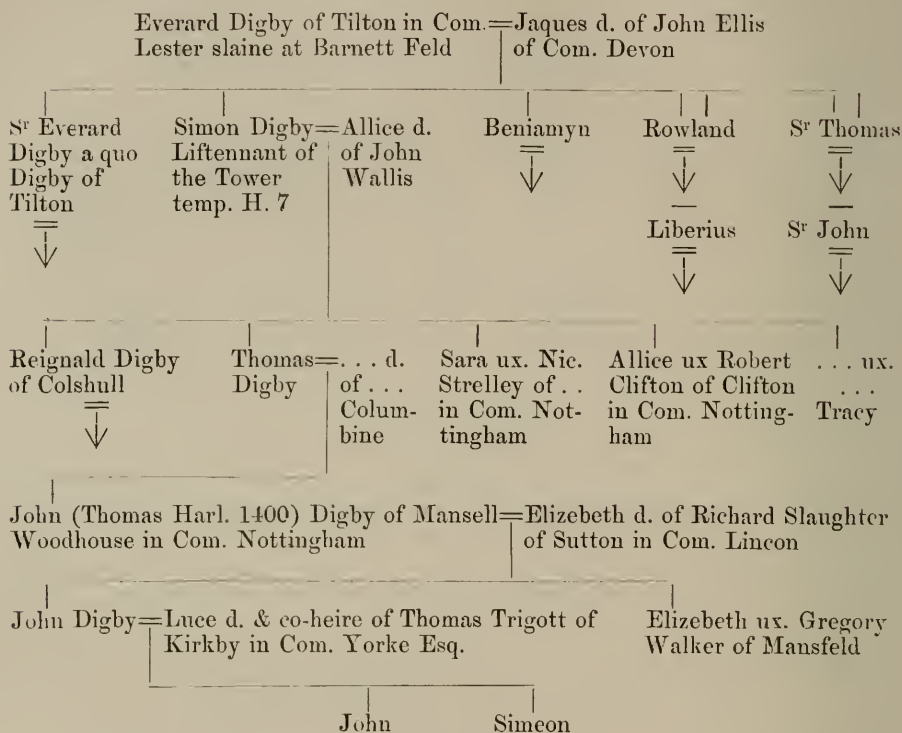 Everard Digby of Tilton in Com.=Jaques d. of John Ellis
Lester slaine at Barnett Feld of Com. Devon
Sr Everard
Digby a quo
Digby of
Tilton
Simon Digby=Allice d.
Liftennant of of John
the Tower Wallis
temp. H. 7
Beniamyn
Rowland
Sr Thomas
Liberius
Sr John
Reignald Digby
of Colshull
Thomas=. . . d.
Digby of . . .
Colum-
bine
Sara ux. Nic.
Strelley of . .
in Com. Not-
tingham
Allice ux Robert
Clifton of Clifton
in Com. Notting-
ham
. . . ux.
. . .
Tracy
John (Thomas Harl. 1400) Digby of Mansell=Elizebeth d. of Richard Slaughter
Woodhouse in Com. Nottingham of Sutton in Com. Lincon
John Digby=Luce d. & co-heire of Thomas Trigott of
Kirkby in Com. Yorke Esq.
Elizebeth ux. Gregory
Walker of Mansfeld
John Simeon